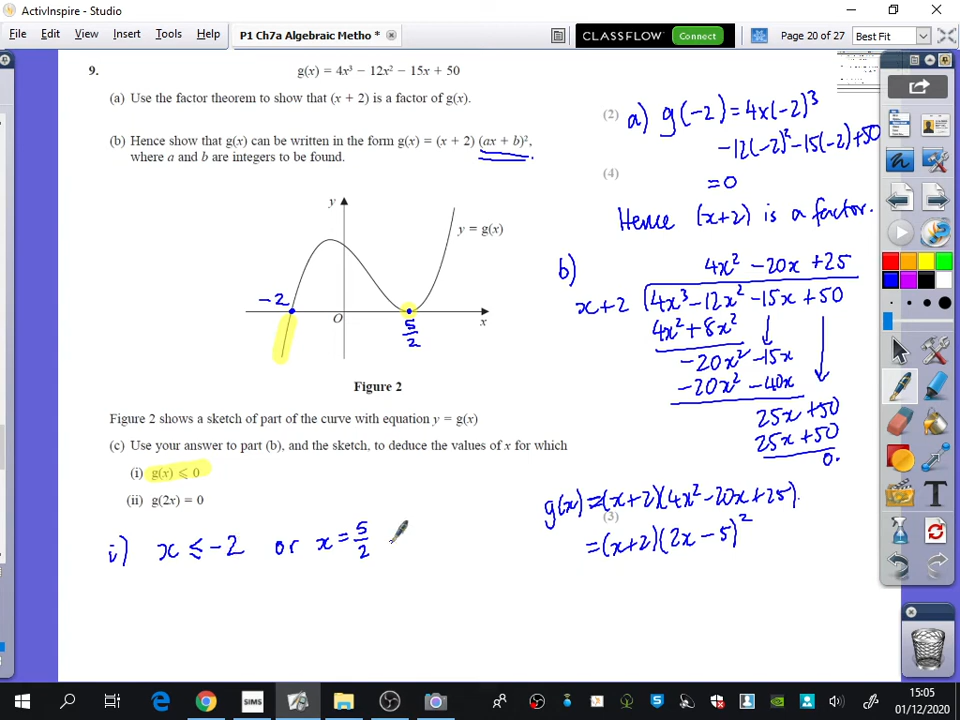 ActivInspire - Studio
File Edit View Insert Tools Help
P1 Ch7a Algebraic Metho *
CLASSFLOW Connect
Page 20 of 27
Best Fit
9.
g(x) = 4x³ − 12x² − 15x + 50
(a) Use the factor theorem to show that (x + 2) is a factor of g(x).
(2)
(b) Hence show that g(x) can be written in the form g(x) = (x + 2) (ax + b)²,
where a and b are integers to be found.
(4)
y
y = g(x)
-2
O
5/2
x
Figure 2
Figure 2 shows a sketch of part of the curve with equation y = g(x)
(c) Use your answer to part (b), and the sketch, to deduce the values of x for which
(i) g(x) ⩽ 0
(ii) g(2x) = 0
(3)
i) x ≤ -2 or x = 5/2
a) g(-2) = 4x(-2)³
-12(-2)² -15(-2) +50
= 0
Hence (x+2) is a factor.
b)
4x² -20x +25
x+2 4x³ -12x² -15x +50
4x² +8x²
-20x² -15x
-20x² -40x
25x +50
25x +50
0.
g(x) = (x+2)(4x² -20x +25).
= (x+2)(2x -5)²
15:05
01/12/2020
SIMS